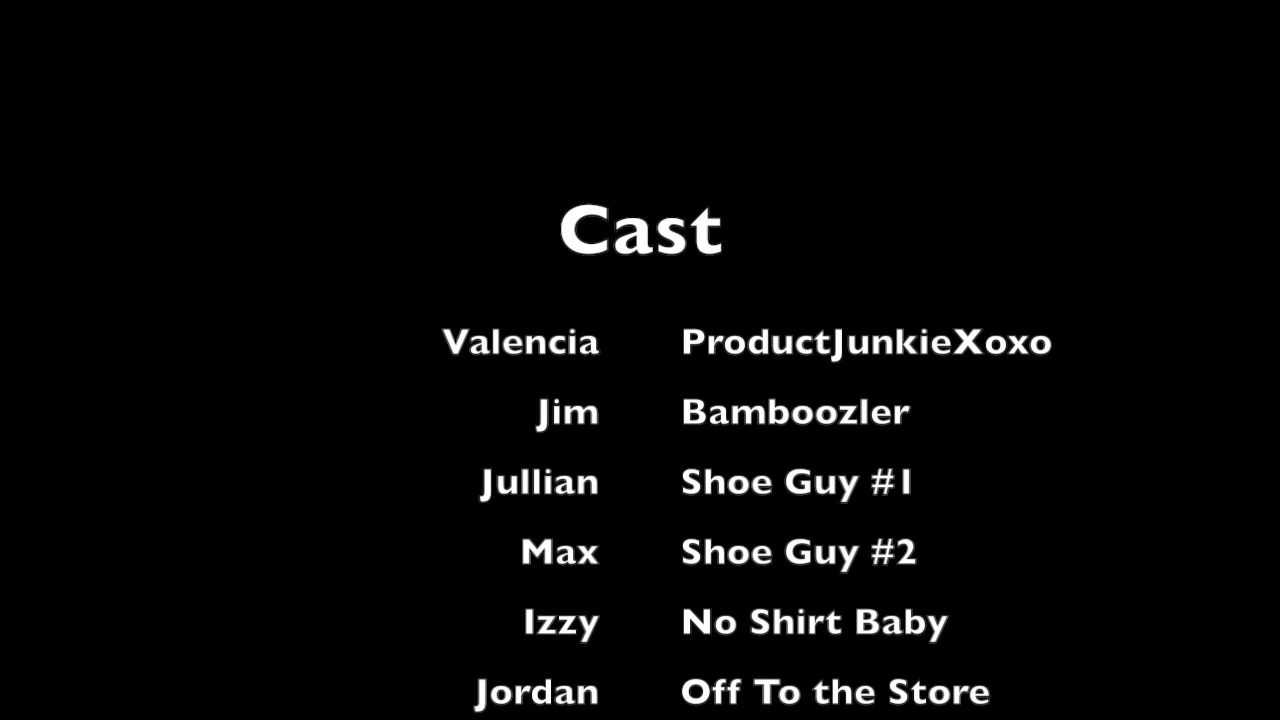 Cast
Valencia ProductJunkieXoxo
Jim Bamboozler
Jullian Shoe Guy #1
Max Shoe Guy #2
Izzy No Shirt Baby
Jordan Off To the Store